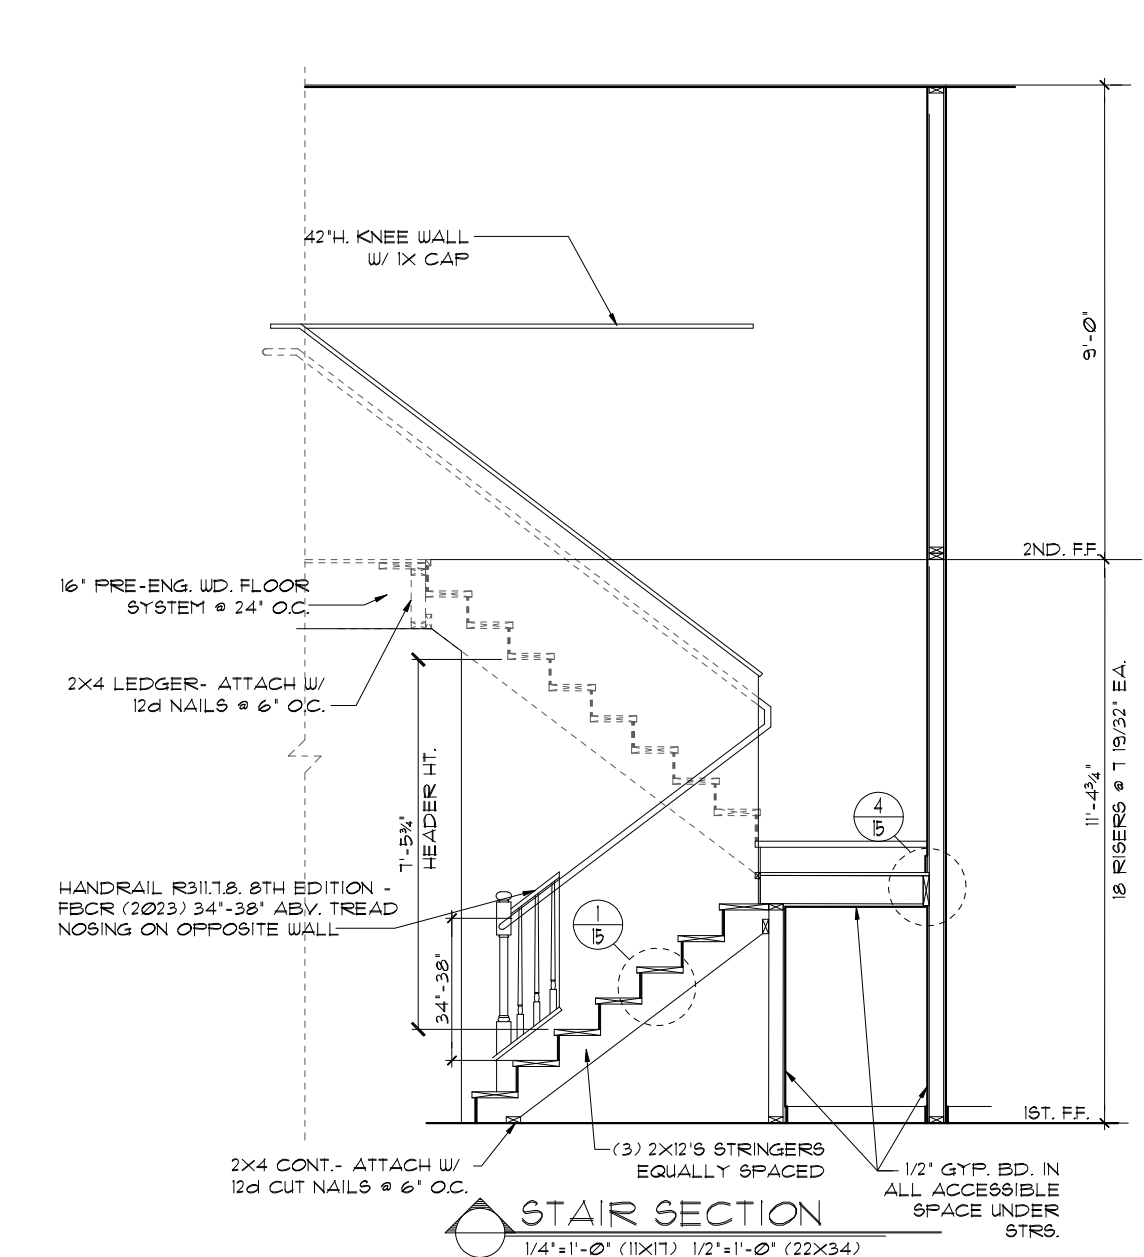 42"H. KNEE WALL
W/ 1X CAP
9'-0"
2ND. F.F.
16" PRE-ENG. WD. FLOOR
SYSTEM @ 24" O.C.
2X4 LEDGER- ATTACH W/
12d NAILS @ 6" O.C.
7'-5¾"
HEADER HT.
11'-4¾"
18 RISERS @ 7 19/32" EA.
4
15
HANDRAIL R311.7.8. 8TH EDITION -
FBCR (2023) 34"-38" ABV. TREAD
NOSING ON OPPOSITE WALL
1
15
34"-38"
1ST. F.F.
(3) 2X12'S STRINGERS
EQUALLY SPACED
2X4 CONT.- ATTACH W/
12d CUT NAILS @ 6" O.C.
1/2" GYP. BD. IN
ALL ACCESSIBLE
SPACE UNDER
STRS.
STAIR SECTION
1/4"=1'-0" (11X17) 1/2"=1'-0" (22X34)